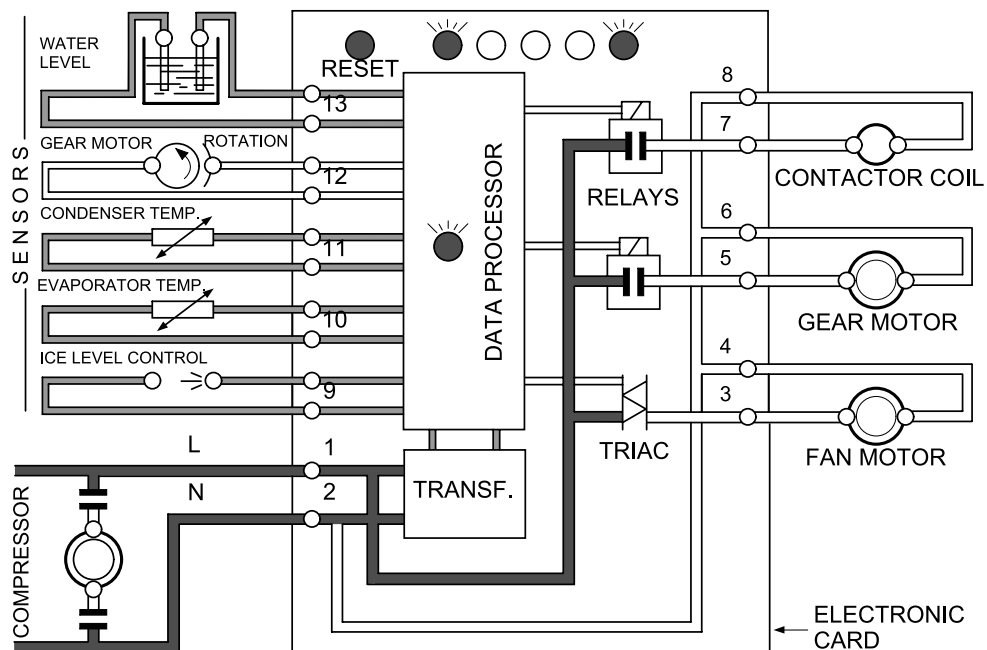 WATER
LEVEL
RESET
13
8
7
GEAR MOTOR
ROTATION
12
CONTACTOR COIL
RELAYS
SENSORS
CONDENSER TEMP.
11
DATA PROCESSOR
6
5
EVAPORATOR TEMP.
10
GEAR MOTOR
ICE LEVEL CONTROL
9
4
3
TRIAC
FAN MOTOR
L
1
N
2
TRANSF.
COMPRESSOR
ELECTRONIC
CARD